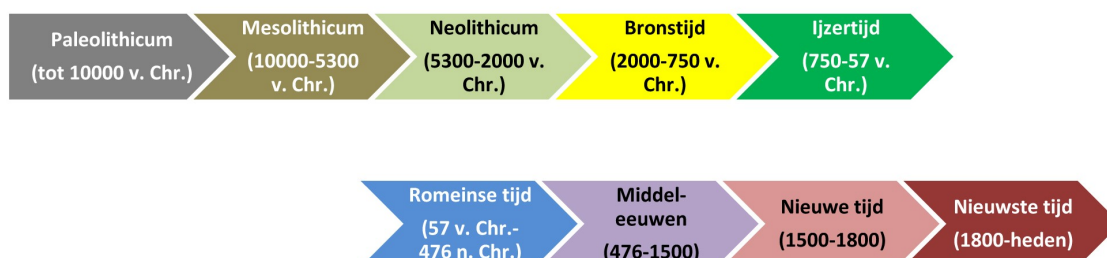 Paleolithicum
(tot 10000 v. Chr.)
Mesolithicum
(10000-5300
v. Chr.)
Neolithicum
(5300-2000 v.
Chr.)
Bronstijd
(2000-750 v.
Chr.)
Ijzertijd
(750-57 v.
Chr.)
Romeinse tijd
(57 v. Chr.-
476 n. Chr.)
Middel-
eeuwen
(476-1500)
Nieuwe tijd
(1500-1800)
Nieuwste tijd
(1800-heden)